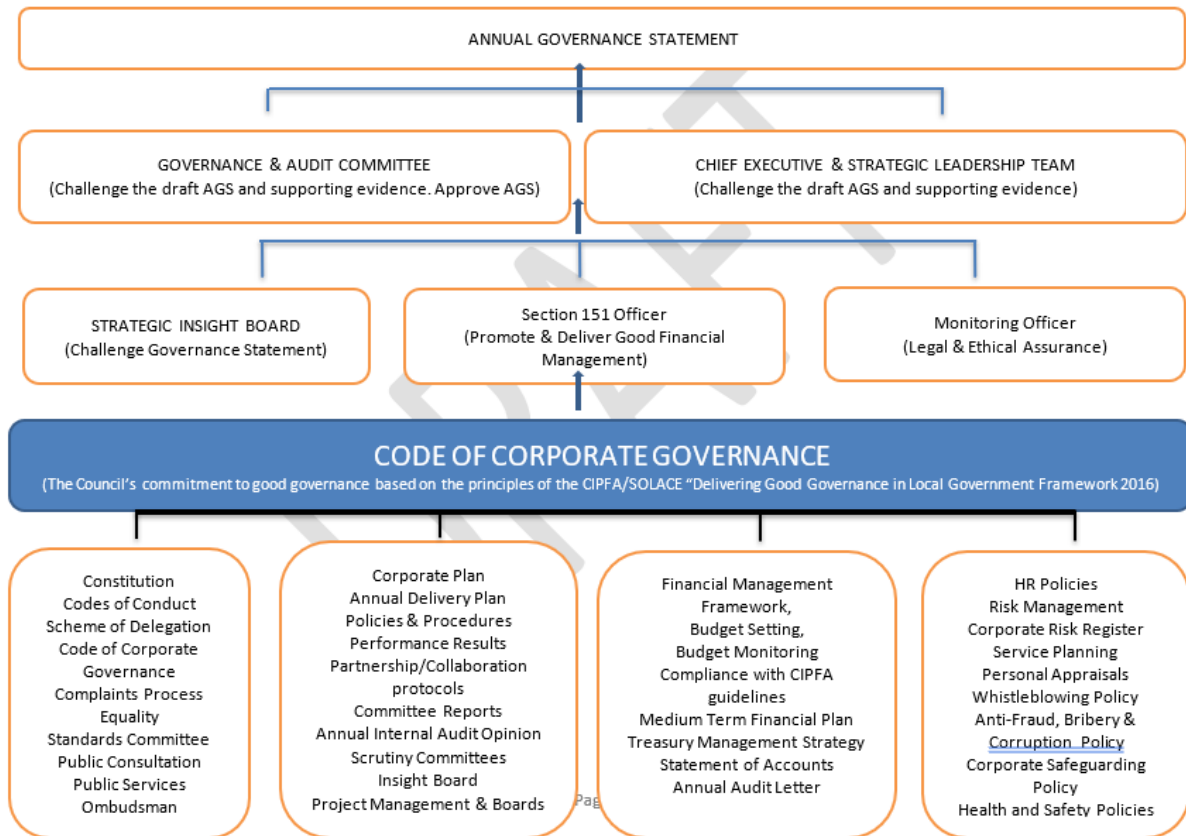 ANNUAL GOVERNANCE STATEMENT
GOVERNANCE & AUDIT COMMITTEE
(Challenge the draft AGS and supporting evidence. Approve AGS)
CHIEF EXECUTIVE & STRATEGIC LEADERSHIP TEAM
(Challenge the draft AGS and supporting evidence)
STRATEGIC INSIGHT BOARD
(Challenge Governance Statement)
Section 151 Officer
(Promote & Deliver Good Financial
Management)
Monitoring Officer
(Legal & Ethical Assurance)
CODE OF CORPORATE GOVERNANCE
(The Council's commitment to good governance based on the principles of the CIPFA/SOLACE "Delivering Good Governance in Local Government Framework 2016)
Constitution
Codes of Conduct
Scheme of Delegation
Code of Corporate
Governance
Complaints Process
Equality
Standards Committee
Public Consultation
Public Services
Ombudsman
Corporate Plan
Annual Delivery Plan
Policies & Procedures
Performance Results
Partnership/Collaboration
protocols
Committee Reports
Annual Internal Audit Opinion
Scrutiny Committees
Insight Board
Project Management & Boards
Financial Management
Framework,
Budget Setting,
Budget Monitoring
Compliance with CIPFA
guidelines
Medium Term Financial Plan
Treasury Management Strategy
Statement of Accounts
Annual Audit Letter
HR Policies
Risk Management
Corporate Risk Register
Service Planning
Personal Appraisals
Whistleblowing Policy
Anti-Fraud, Bribery &
Corruption Policy
Corporate Safeguarding
Policy
Health and Safety Policies
Pag
DRAFT